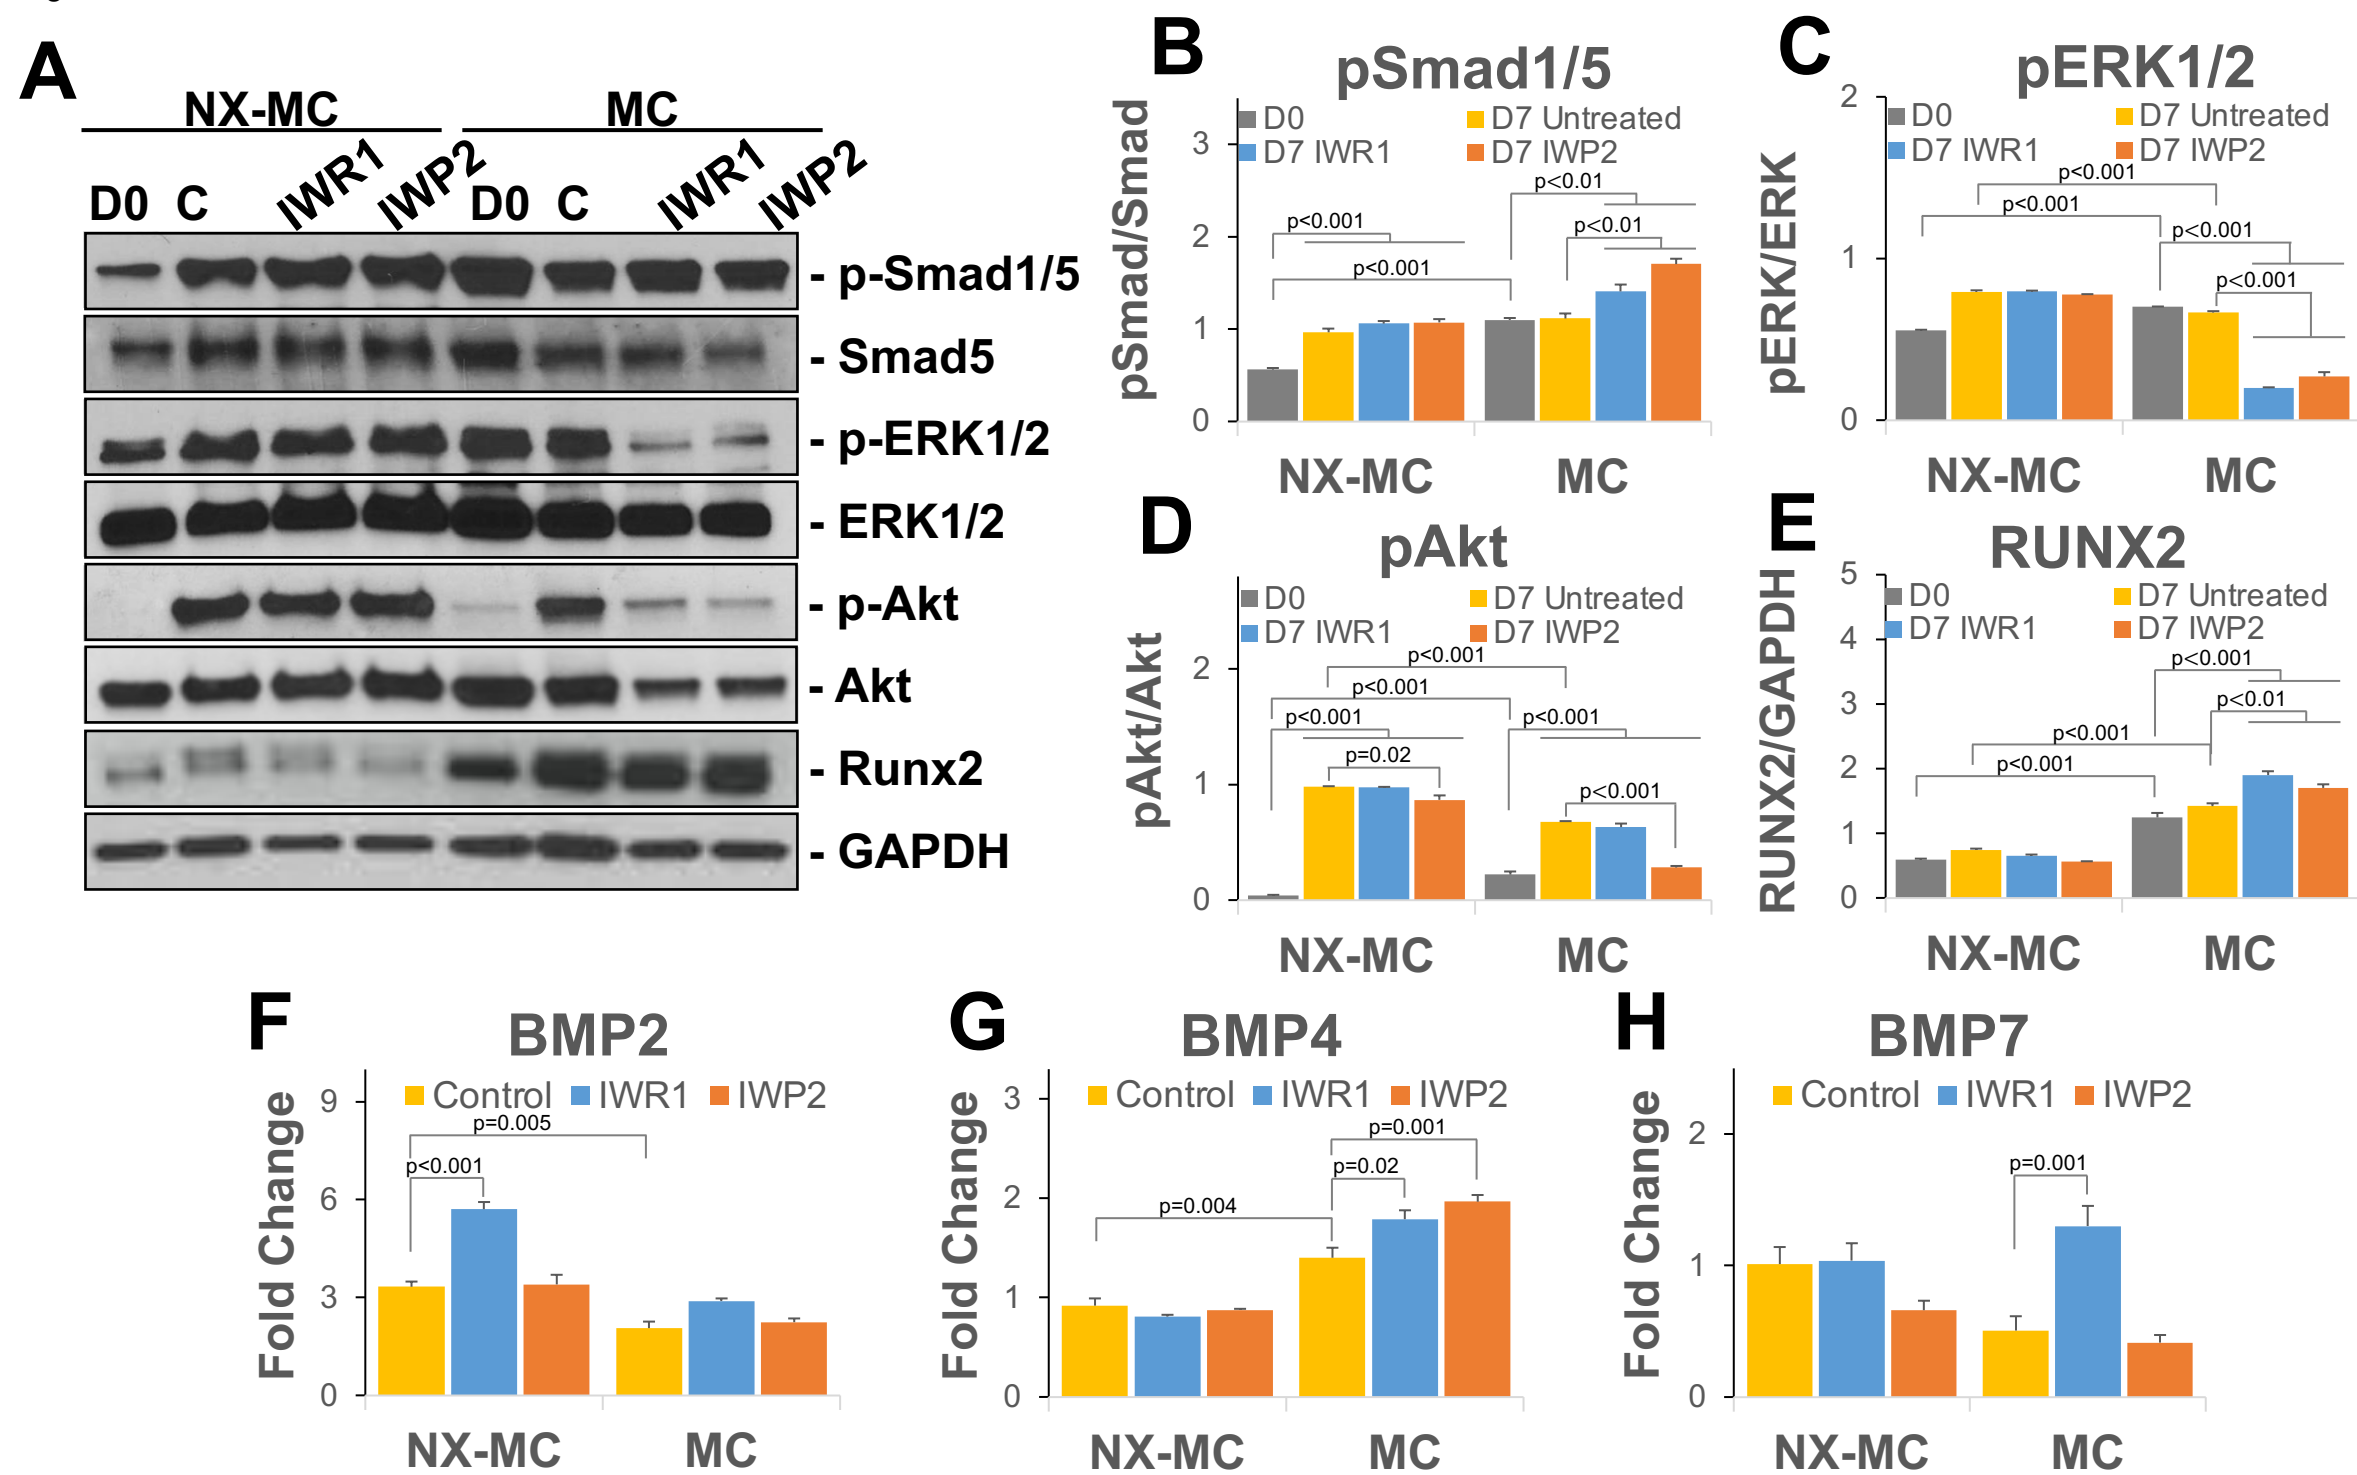 A
NX-MC MC
D0 C IWR1 IWP2 D0 C IWR1 IWP2
- p-Smad1/5
- Smad5
- p-ERK1/2
- ERK1/2
- p-Akt
- Akt
- Runx2
- GAPDH
B
pSmad1/5
pSmad/Smad
D0 D7 Untreated
D7 IWR1 D7 IWP2
3
2
1
0
p<0.01
p<0.001
p<0.01
p<0.001
NX-MC MC
C
pERK1/2
pERK/ERK
2
1
0
D0 D7 Untreated
D7 IWR1 D7 IWP2
p<0.001
p<0.001
p<0.001
p<0.001
NX-MC MC
D
pAkt
pAkt/Akt
D0 D7 Untreated
D7 IWR1 D7 IWP2
2
1
0
p<0.001
p<0.001
p<0.001 p<0.001
p=0.02
p<0.001
NX-MC MC
E
RUNX2
RUNX2/GAPDH
5
4
3
2
1
0
D0 D7 Untreated
D7 IWR1 D7 IWP2
p<0.001
p<0.01
p<0.001
p<0.001
NX-MC MC
F
BMP2
Fold Change
Control IWR1 IWP2
9
6
3
0
p=0.005
p<0.001
NX-MC MC
G
BMP4
Fold Change
Control IWR1 IWP2
3
2
1
0
p=0.001
p=0.02
p=0.004
NX-MC MC
H
BMP7
Fold Change
Control IWR1 IWP2
2
1
0
p=0.001
NX-MC MC